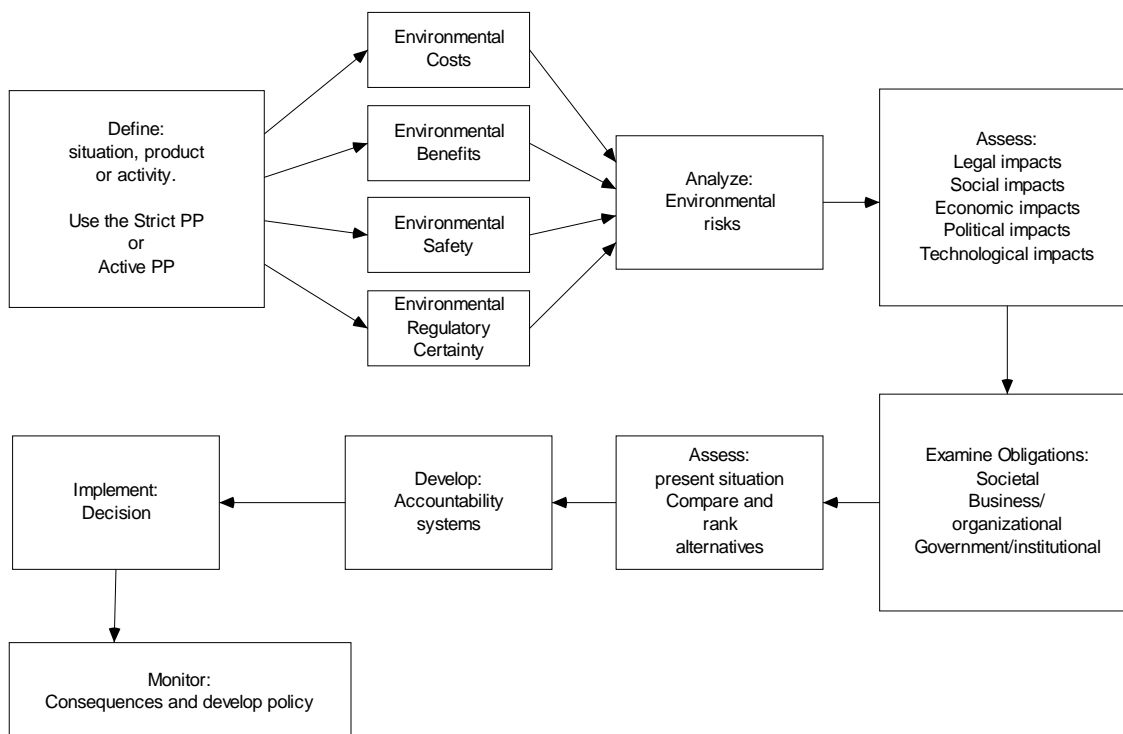 Define:
situation, product
or activity.
Use the Strict PP
or
Active PP
Environmental
Costs
Environmental
Benefits
Environmental
Safety
Environmental
Regulatory
Certainty
Analyze:
Environmental
risks
Assess:
Legal impacts
Social impacts
Economic impacts
Political impacts
Technological impacts
Examine Obligations:
Societal
Business/
organizational
Government/institutional
Assess:
present situation
Compare and
rank
alternatives
Develop:
Accountability
systems
Implement:
Decision
Monitor:
Consequences and develop policy